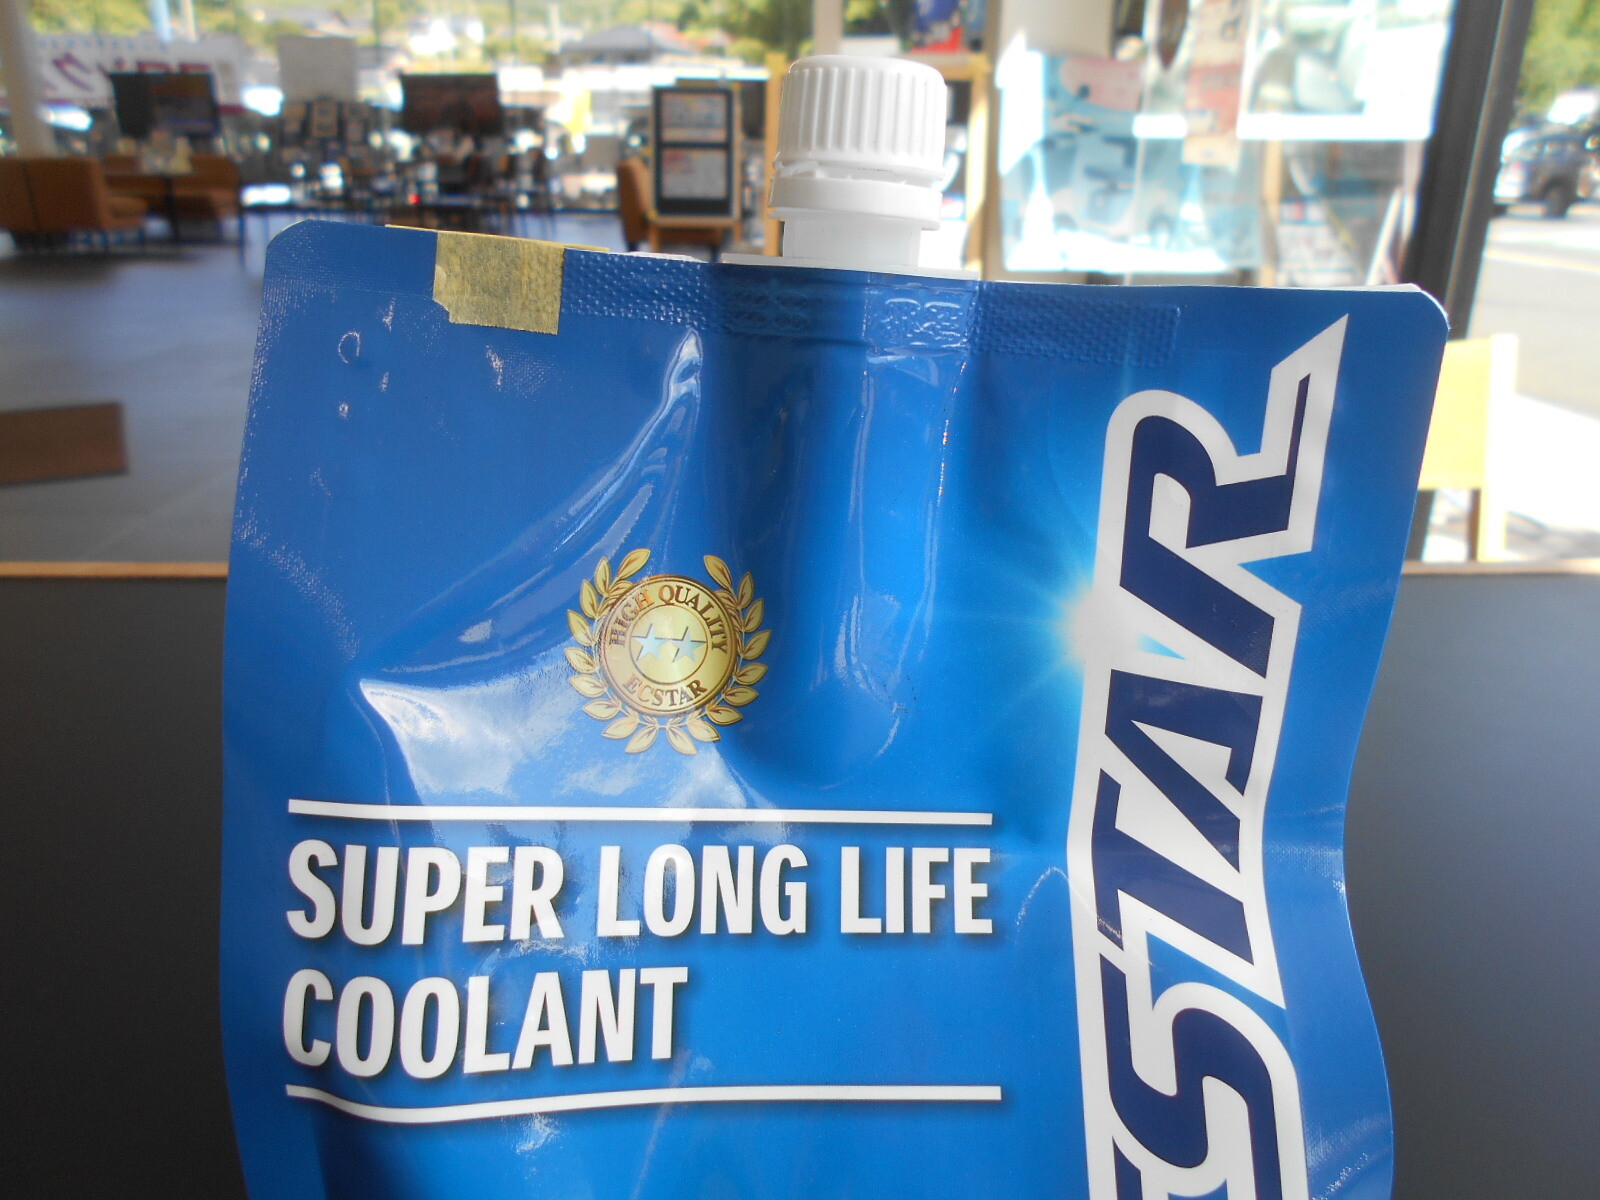 HIGH QUALITY
ECSTAR
SUPER LONG LIFE
COOLANT
STAR